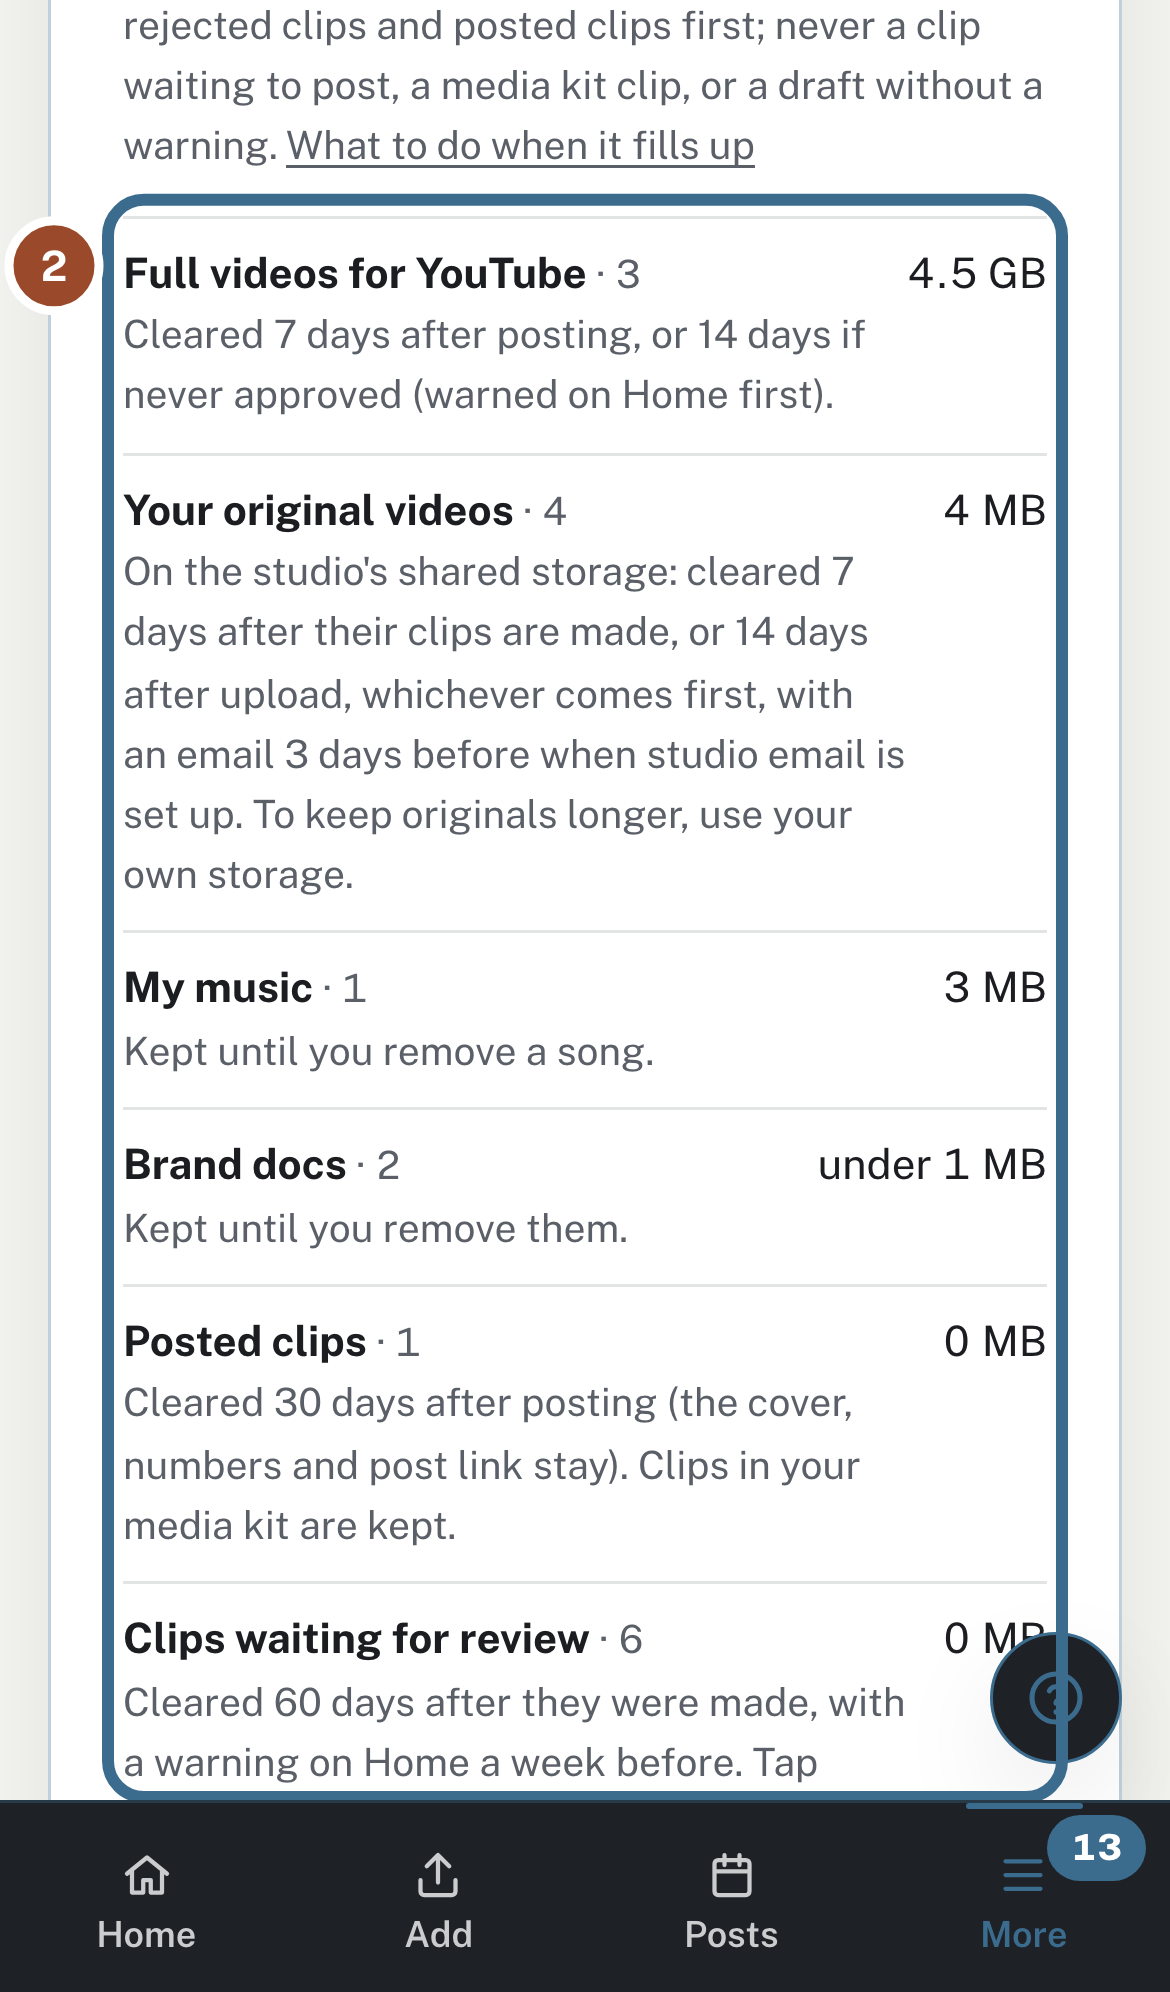 rejected clips and posted clips first; never a clip
waiting to post, a media kit clip, or a draft without a
warning. What to do when it fills up
2
Full videos for YouTube · 3 4.5 GB
Cleared 7 days after posting, or 14 days if
never approved (warned on Home first).
Your original videos · 4 4 MB
On the studio's shared storage: cleared 7
days after their clips are made, or 14 days
after upload, whichever comes first, with
an email 3 days before when studio email is
set up. To keep originals longer, use your
own storage.
My music · 1 3 MB
Kept until you remove a song.
Brand docs · 2 under 1 MB
Kept until you remove them.
Posted clips · 1 0 MB
Cleared 30 days after posting (the cover,
numbers and post link stay). Clips in your
media kit are kept.
Clips waiting for review · 6 0 MB
Cleared 60 days after they were made, with
a warning on Home a week before. Tap
13
Home Add Posts More